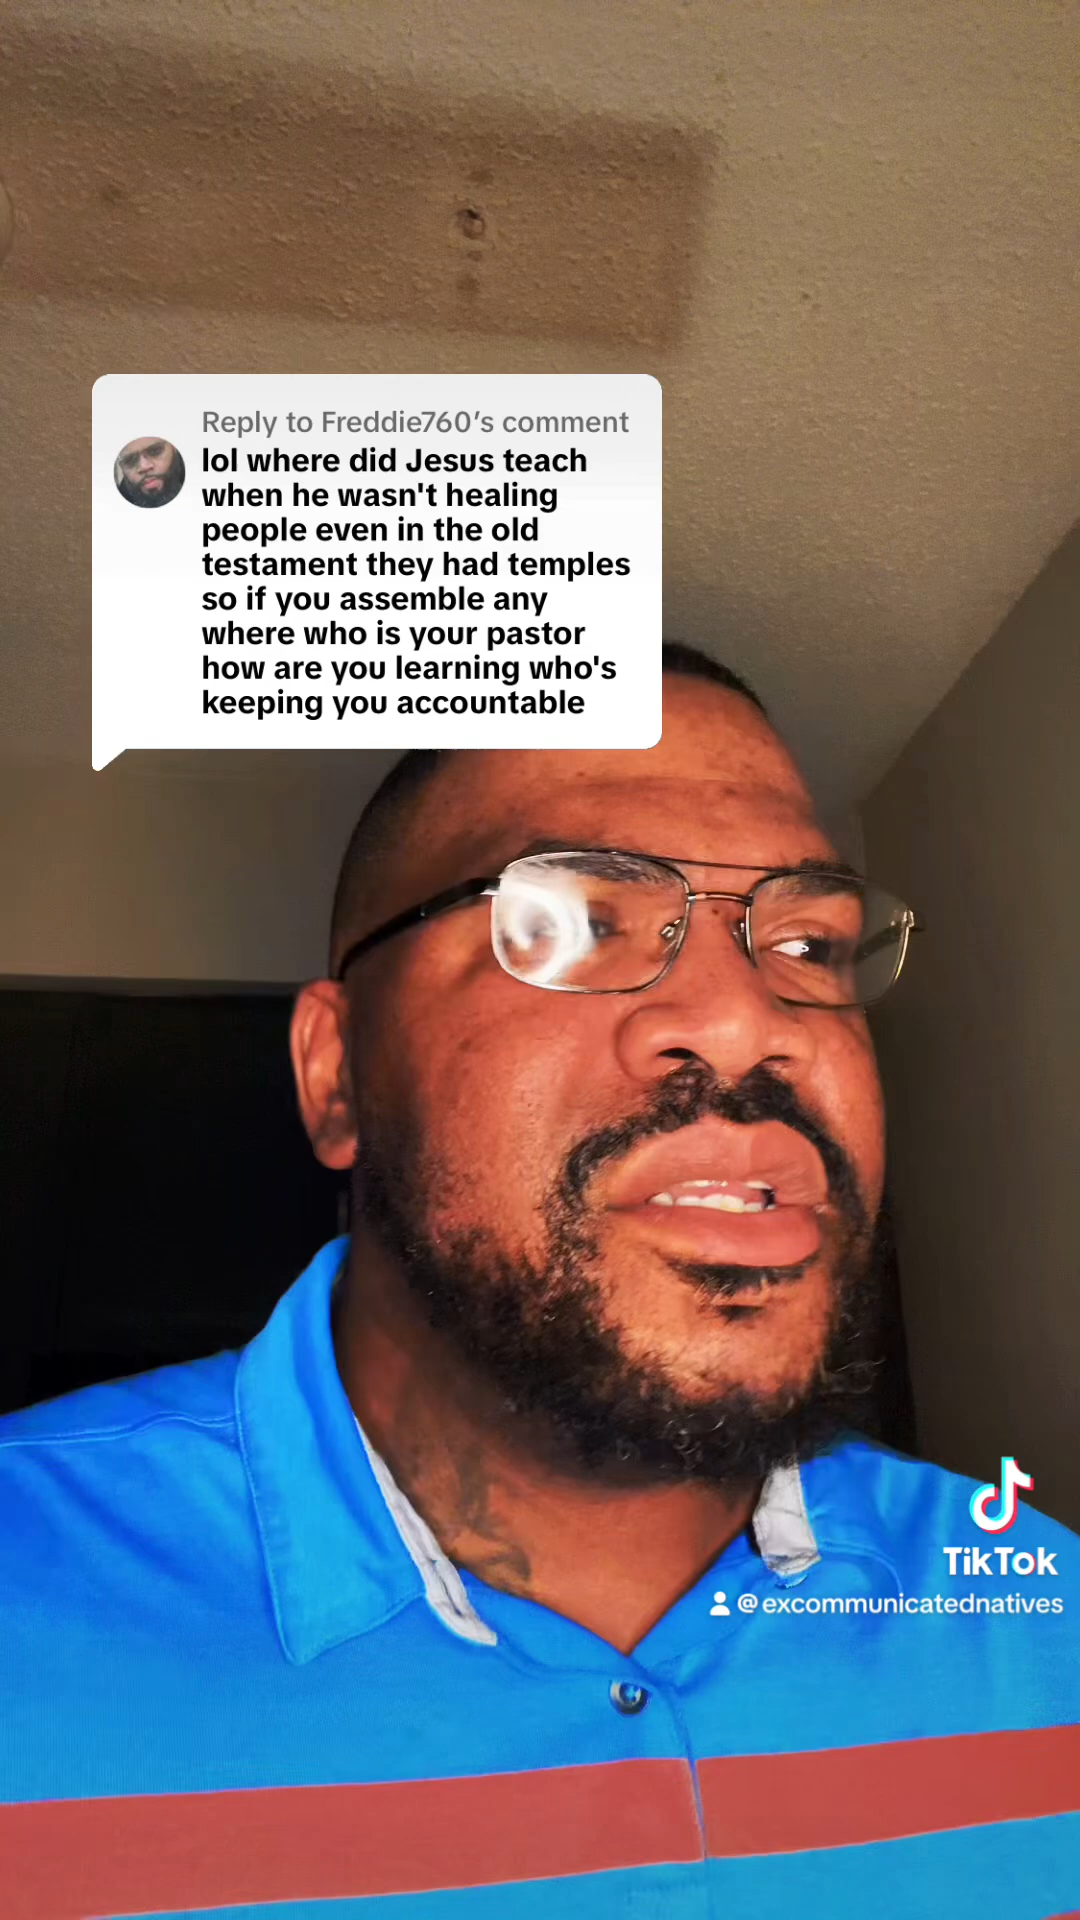 Reply to Freddie760's comment
lol where did Jesus teach
when he wasn't healing
people even in the old
testament they had temples
so if you assemble any
where who is your pastor
how are you learning who's
keeping you accountable
TikTok
@excommunicatednatives